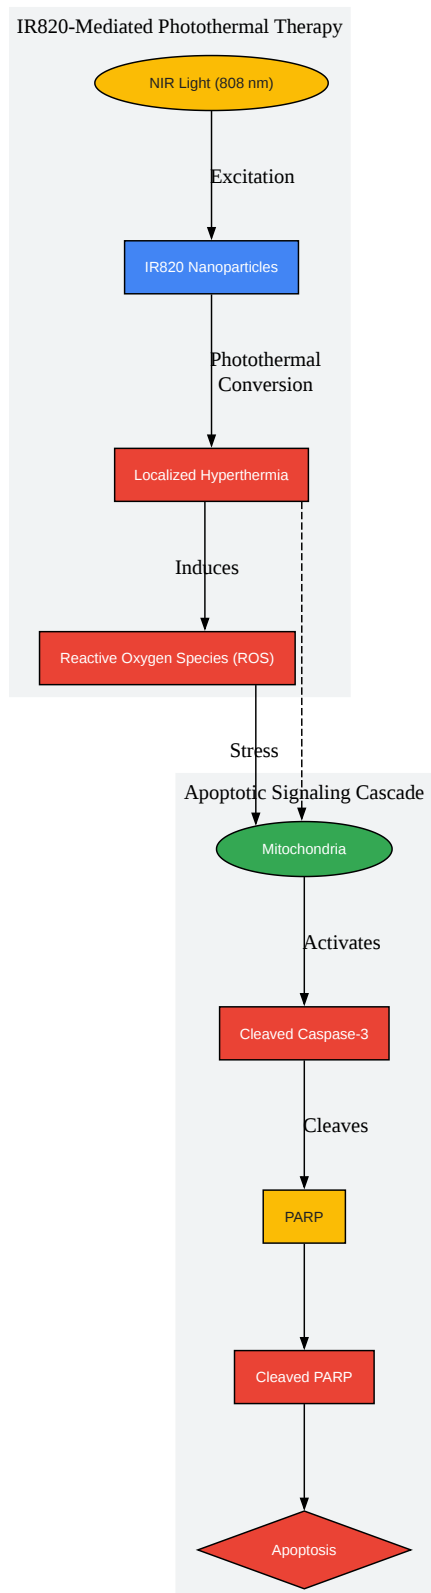 IR820-Mediated Photothermal Therapy
NIR Light (808 nm)
Excitation
IR820 Nanoparticles
Photothermal
Conversion
Localized Hyperthermia
Induces
Reactive Oxygen Species (ROS)
Stress
Apoptotic Signaling Cascade
Mitochondria
Activates
Cleaved Caspase-3
Cleaves
PARP
Cleaved PARP
Apoptosis